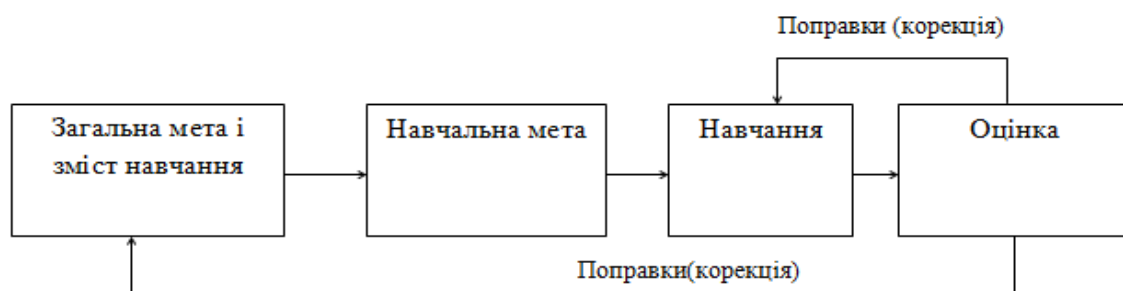 Поправки (корекція)
Загальна мета і
зміст навчання
Навчальна мета
Навчання
Оцінка
Поправки(корекція)